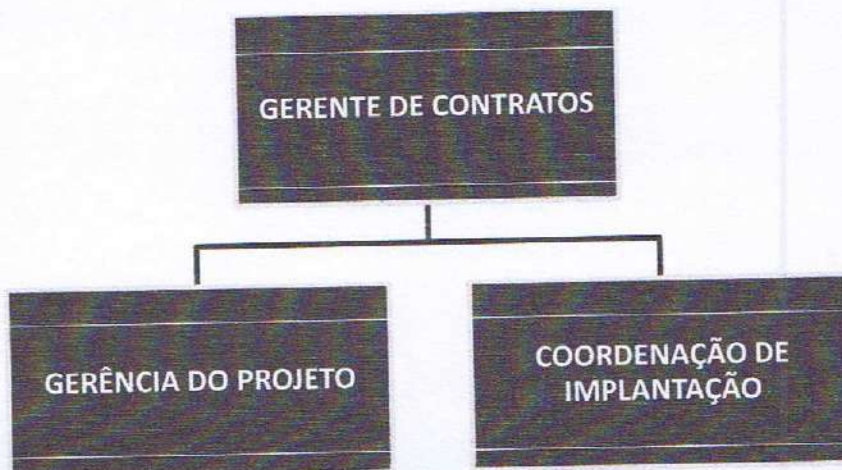 GERENTE DE CONTRATOS
GERÊNCIA DO PROJETO
COORDENAÇÃO DE
IMPLANTAÇÃO